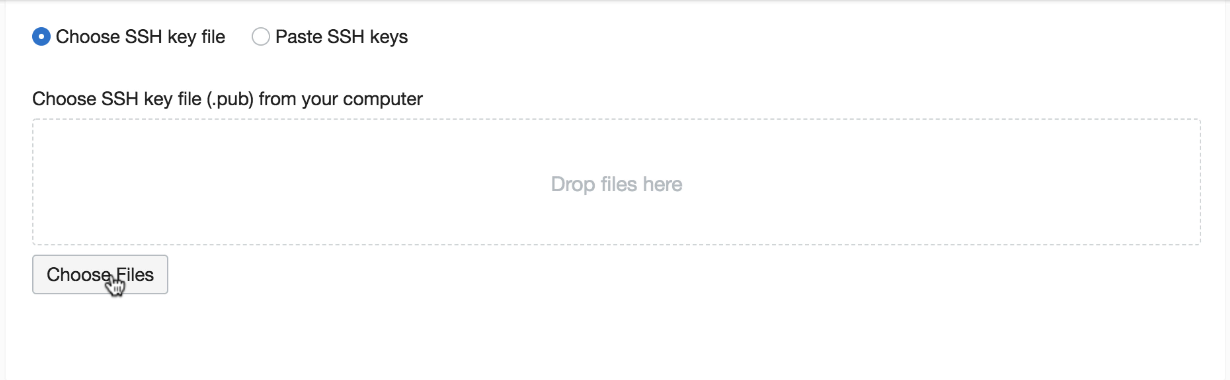 Choose SSH key file Paste SSH keys
Choose SSH key file (.pub) from your computer
Drop files here
Choose Files